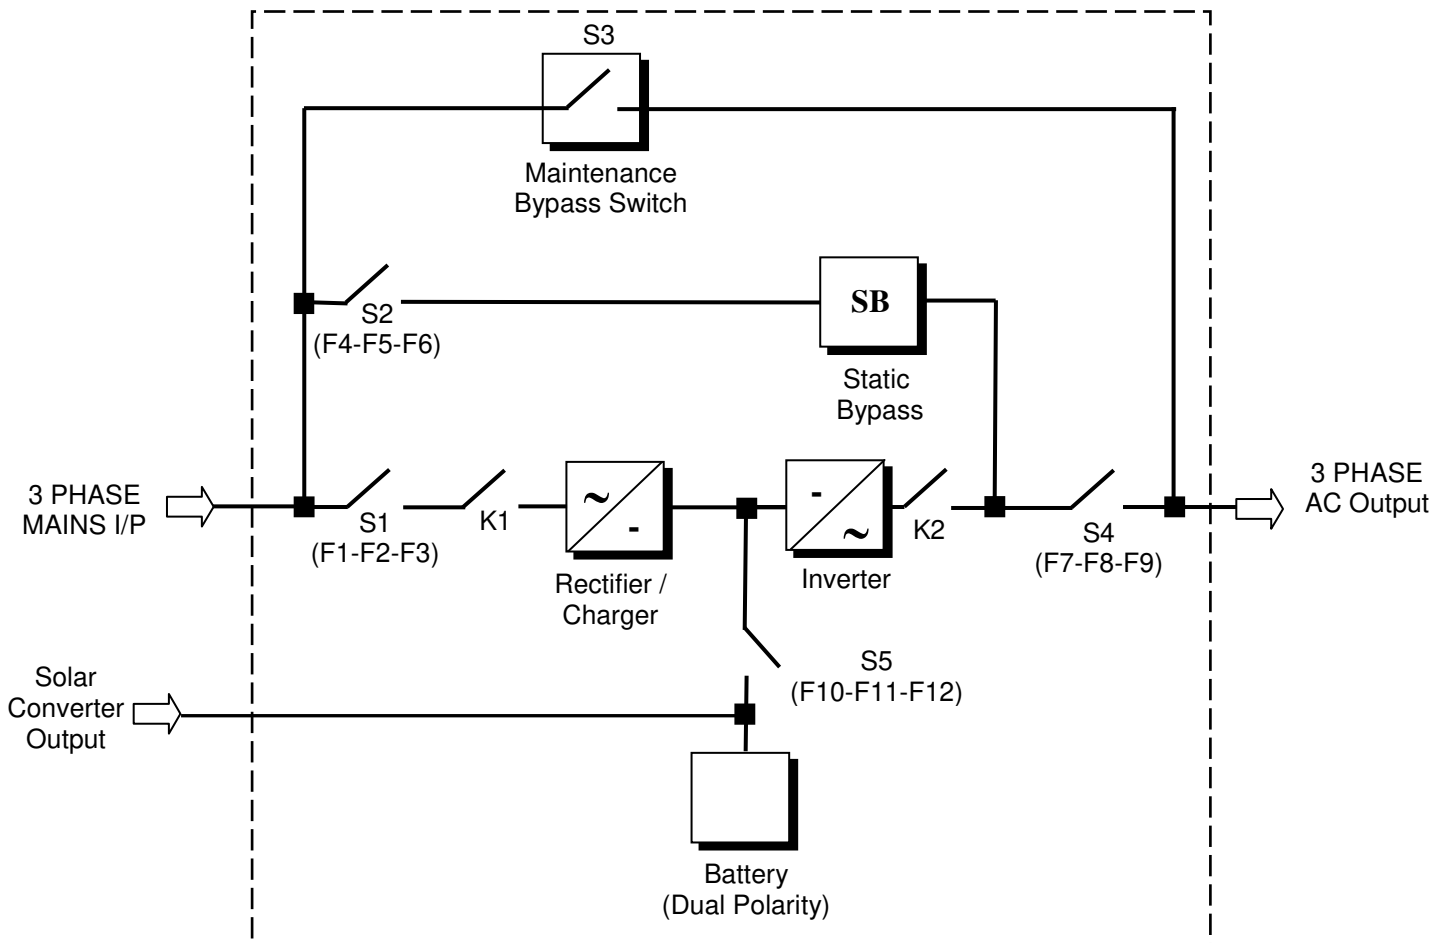 S3
Maintenance
Bypass Switch
S2
(F4-F5-F6)
SB
Static
Bypass
3 PHASE
MAINS I/P
S1
(F1-F2-F3)
K1
~
-
Rectifier /
Charger
-
~
Inverter
K2
S4
(F7-F8-F9)
3 PHASE
AC Output
Solar
Converter
Output
S5
(F10-F11-F12)
Battery
(Dual Polarity)